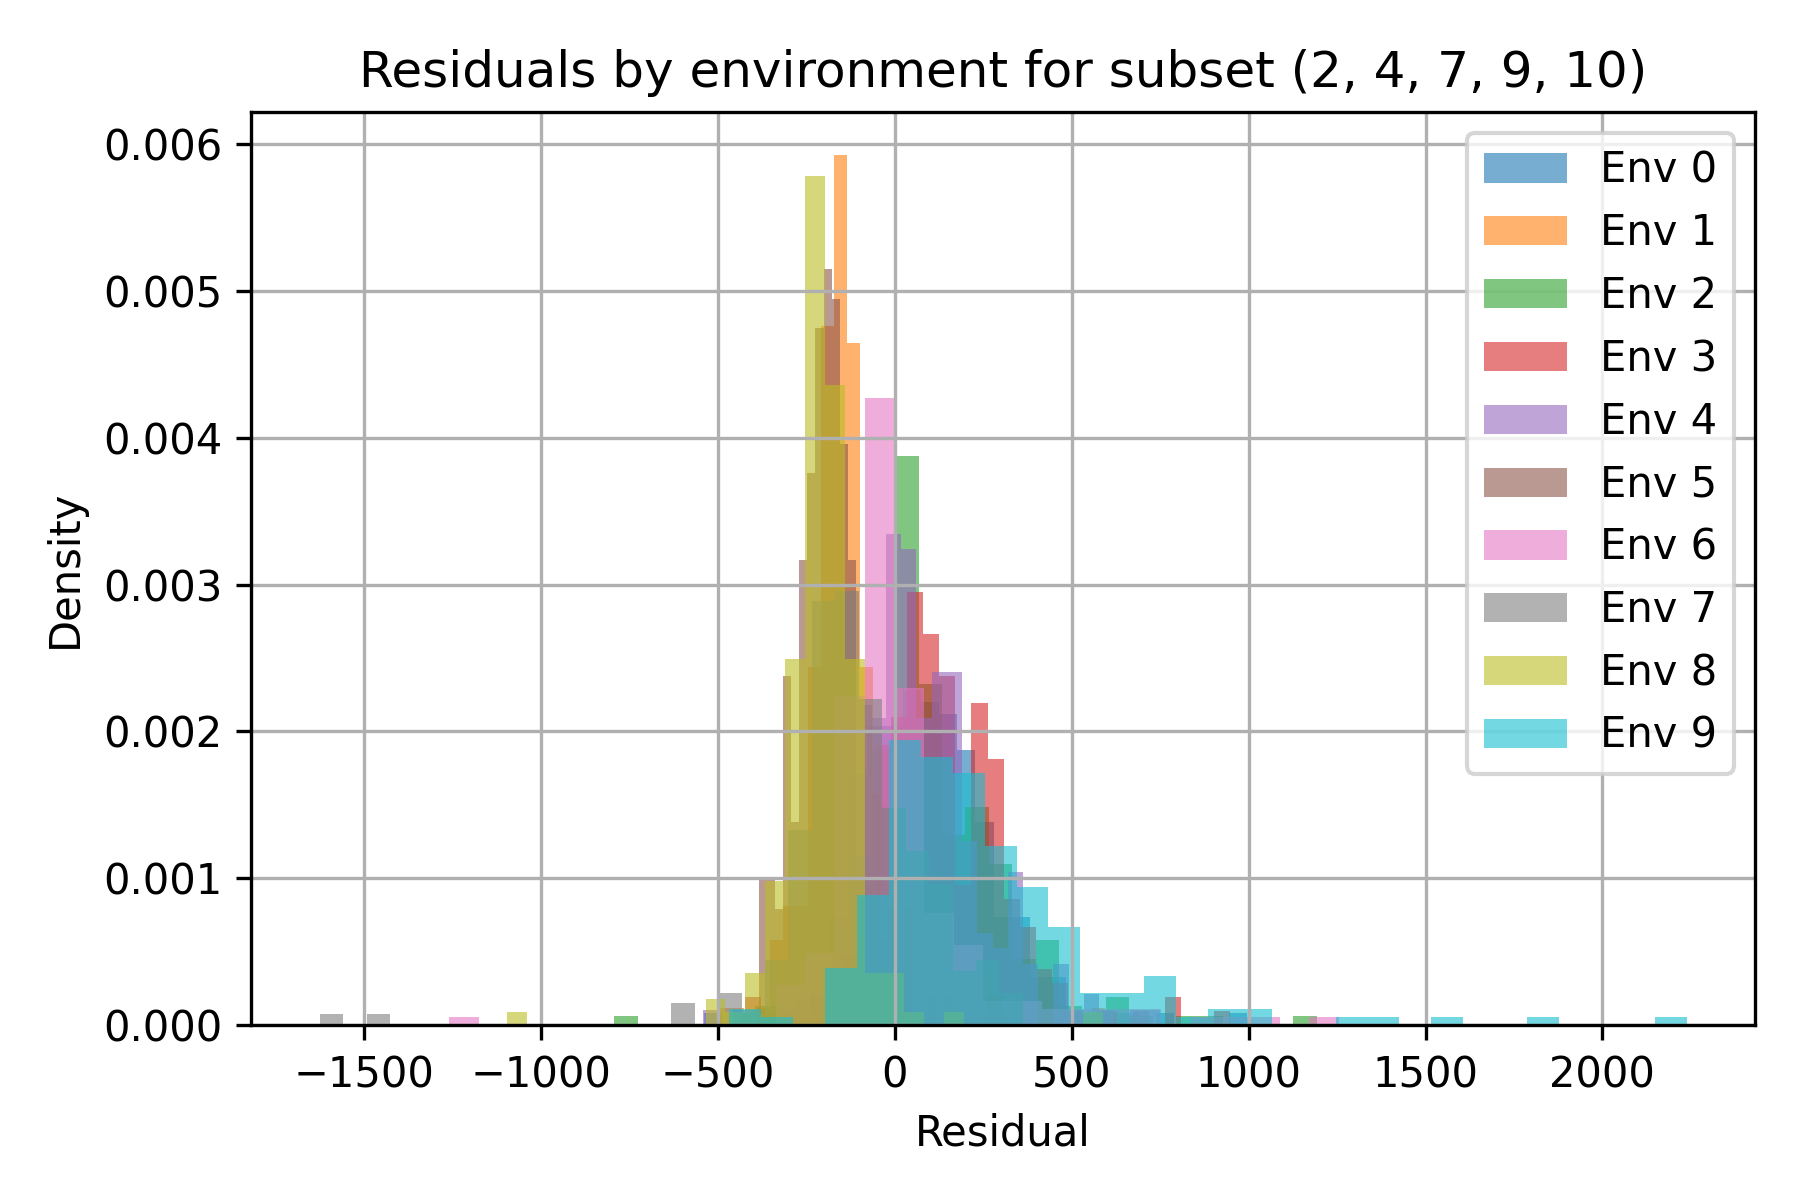 Residuals by environment for subset (2, 4, 7, 9, 10)
0.006
0.005
0.004
0.003
0.002
0.001
0.000
Density
−1500
−1000
−500
0
500
1000
1500
2000
Residual
Env 0
Env 1
Env 2
Env 3
Env 4
Env 5
Env 6
Env 7
Env 8
Env 9